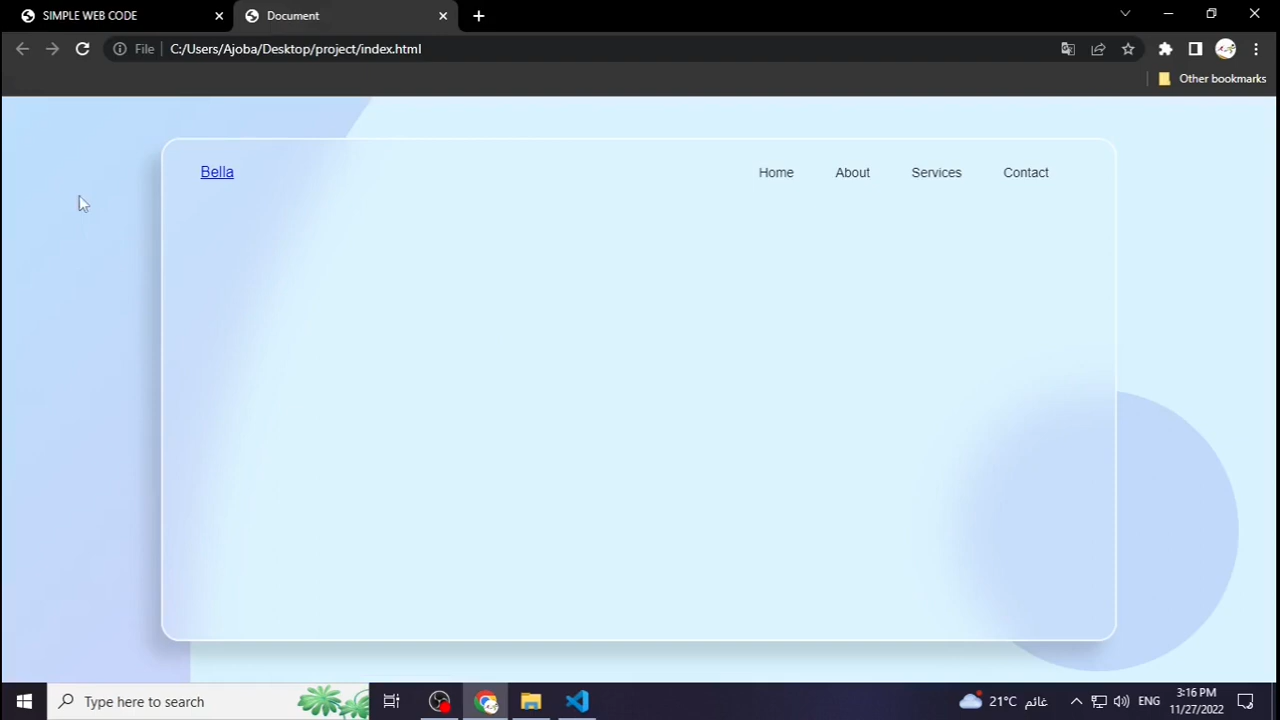 SIMPLE WEB CODE
Document
File
C:/Users/Ajoba/Desktop/project/index.html
Other bookmarks
Bella
Home
About
Services
Contact
Type here to search
21°C
غائم
ENG
3:16 PM
11/27/2022